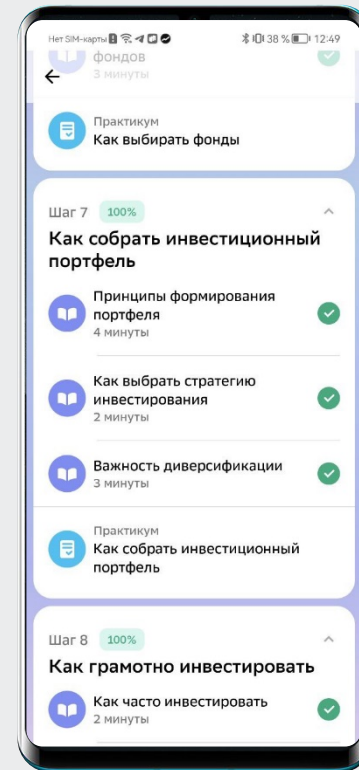 Нет SIM-карты 38 % 12:49
фондов
3 минуты
Практикум
Как выбирать фонды
Шаг 7 100%
Как собрать инвестиционный
портфель
Принципы формирования
портфеля
4 минуты
Как выбрать стратегию
инвестирования
2 минуты
Важность диверсификации
3 минуты
Практикум
Как собрать инвестиционный
портфель
Шаг 8 100%
Как грамотно инвестировать
Как часто инвестировать
2 минуты